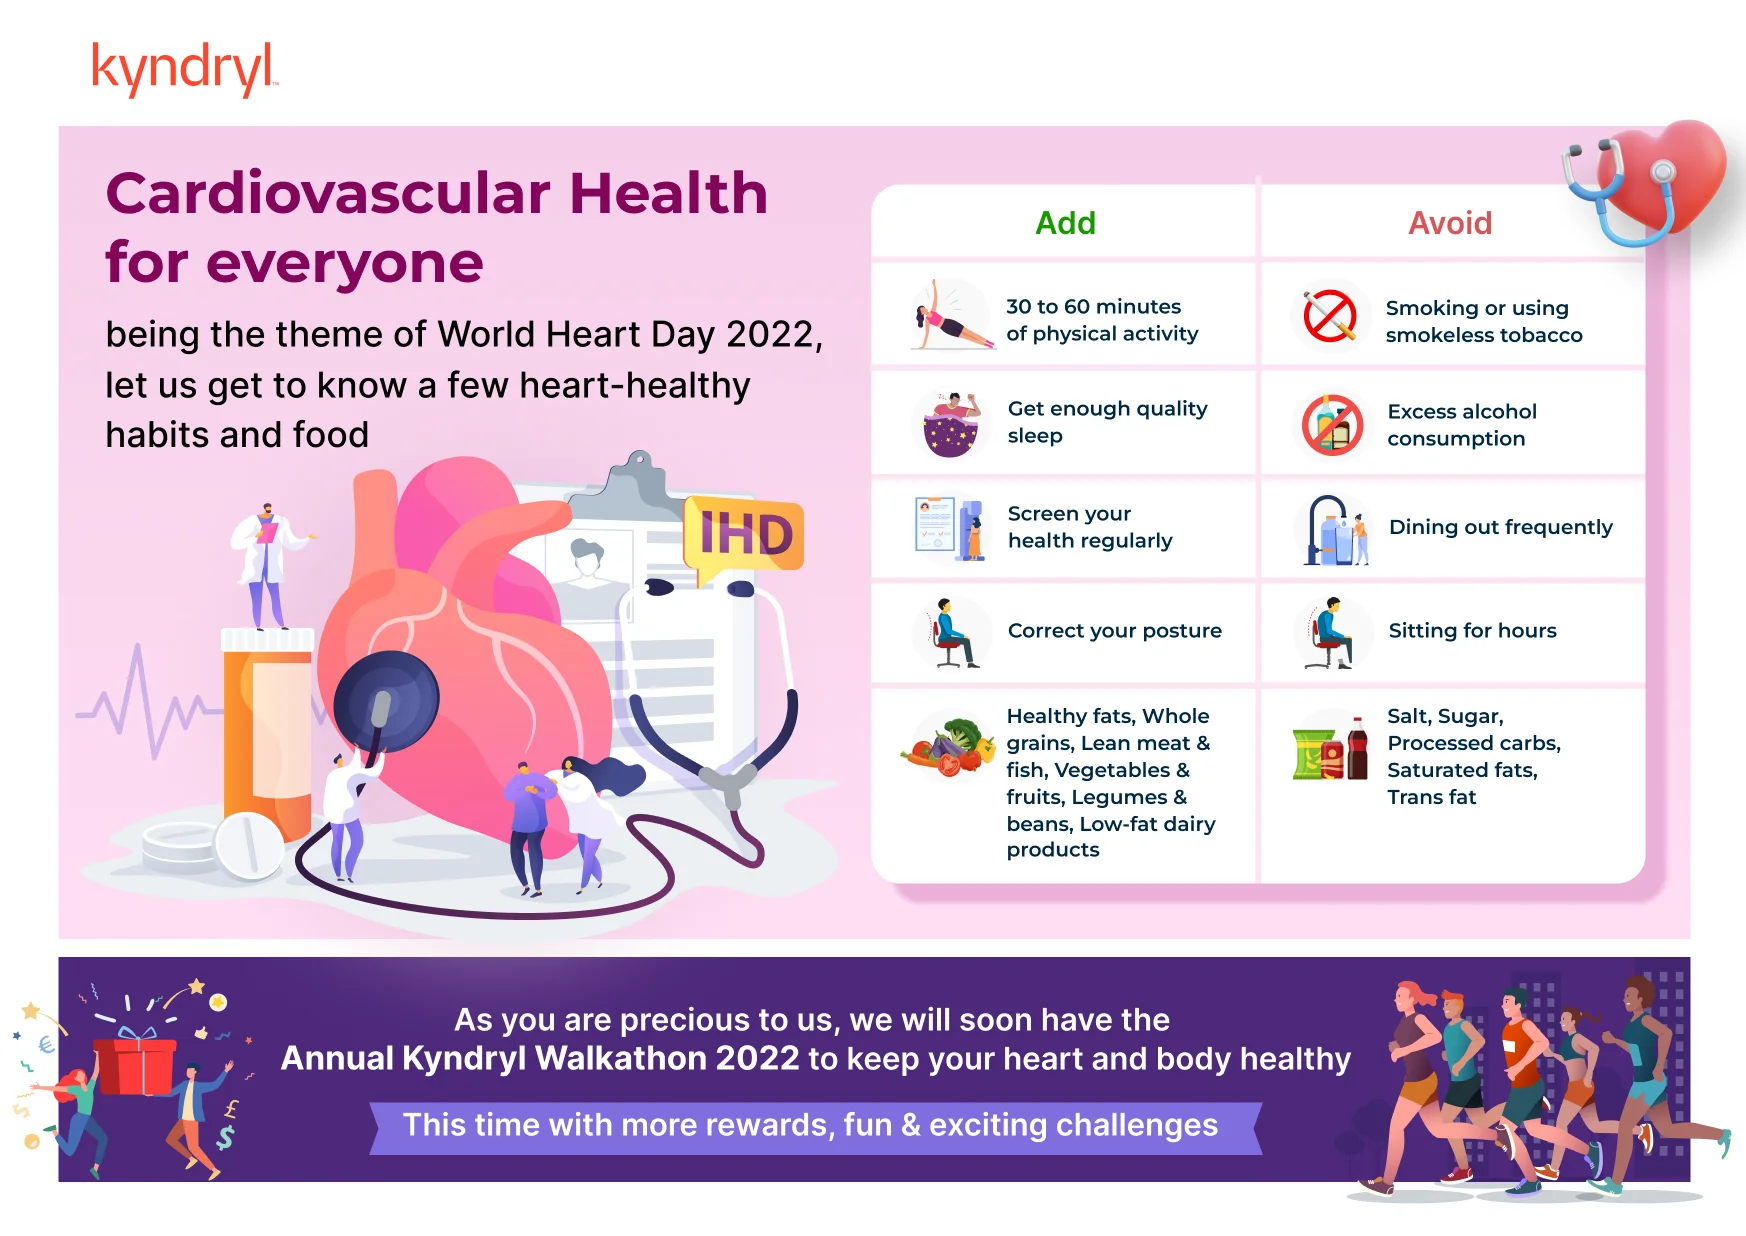 kyndryl™
Cardiovascular Health
for everyone
being the theme of World Heart Day 2022,
let us get to know a few heart-healthy
habits and food
IHD
Add
Avoid
30 to 60 minutes
of physical activity
Smoking or using
smokeless tobacco
Get enough quality
sleep
Excess alcohol
consumption
Screen your
health regularly
Dining out frequently
Correct your posture
Sitting for hours
Healthy fats, Whole
grains, Lean meat &
fish, Vegetables &
fruits, Legumes &
beans, Low-fat dairy
products
Salt, Sugar,
Processed carbs,
Saturated fats,
Trans fat
As you are precious to us, we will soon have the
Annual Kyndryl Walkathon 2022 to keep your heart and body healthy
This time with more rewards, fun & exciting challenges